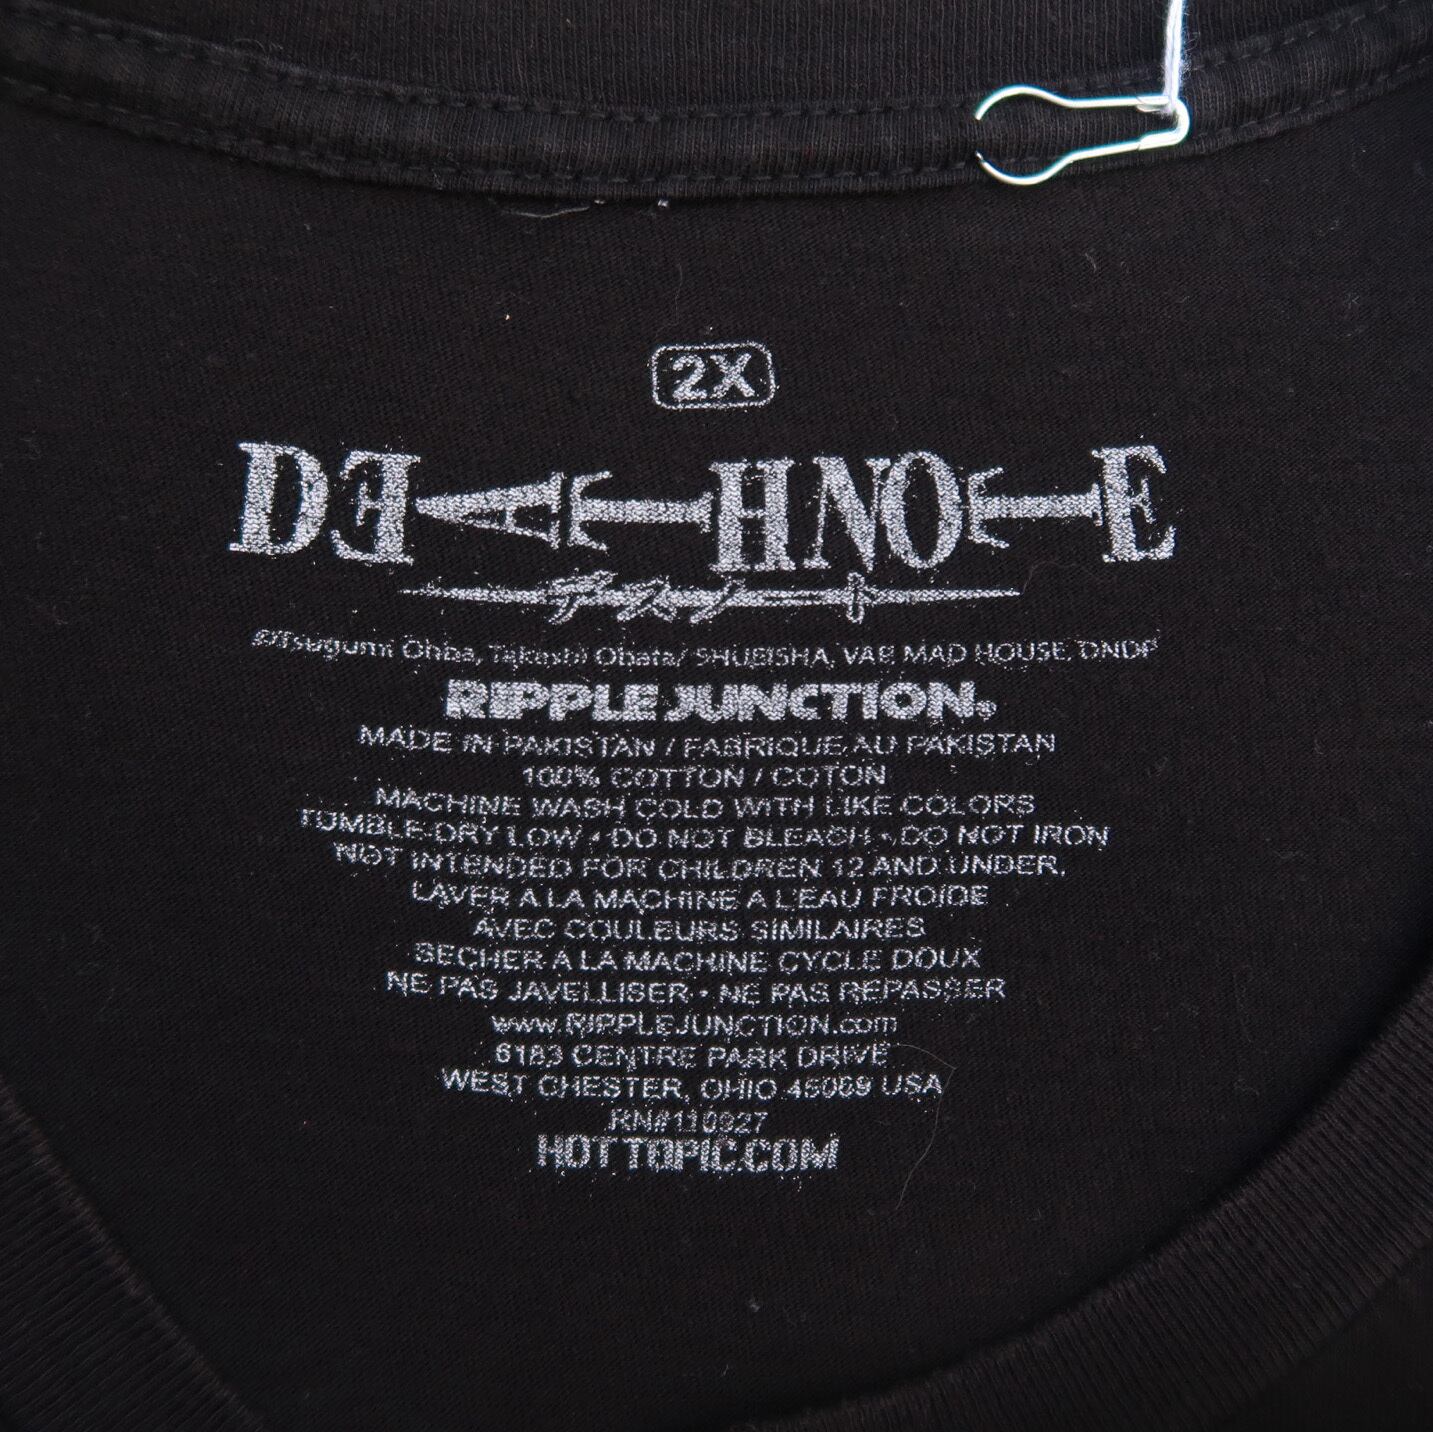 2X
DEATH NOTE
デスノート
©Tsugumi Ohba, Takeshi Obata/ SHUEISHA, VAP, MAD HOUSE, DNDP
RIPPLE JUNCTION®
MADE IN PAKISTAN / FABRIQUE AU PAKISTAN
100% COTTON / COTON
MACHINE WASH COLD WITH LIKE COLORS
TUMBLE DRY LOW • DO NOT BLEACH • DO NOT IRON
NOT INTENDED FOR CHILDREN 12 AND UNDER.
LAVER A LA MACHINE A L'EAU FROIDE
AVEC COULEURS SIMILAIRES
SECHER A LA MACHINE CYCLE DOUX
NE PAS JAVELLISER • NE PAS REPASSER
www.RIPPLEJUNCTION.com
6183 CENTRE PARK DRIVE
WEST CHESTER, OHIO 45069 USA
RN#110927
HOTTOPIC.COM